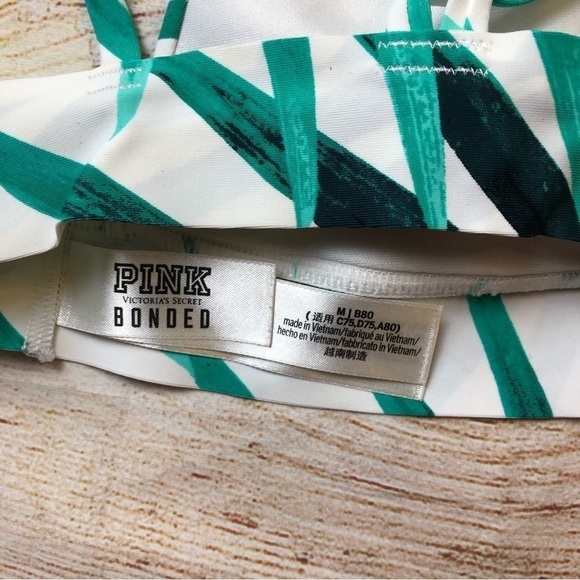 PINK
VICTORIA'S SECRET
BONDED
M | B80
(适用 C75,D75,A80)
made in Vietnam/fabriqué au Vietnam/
hecho en Vietnam/fabbricato in Vietnam/
越南制造